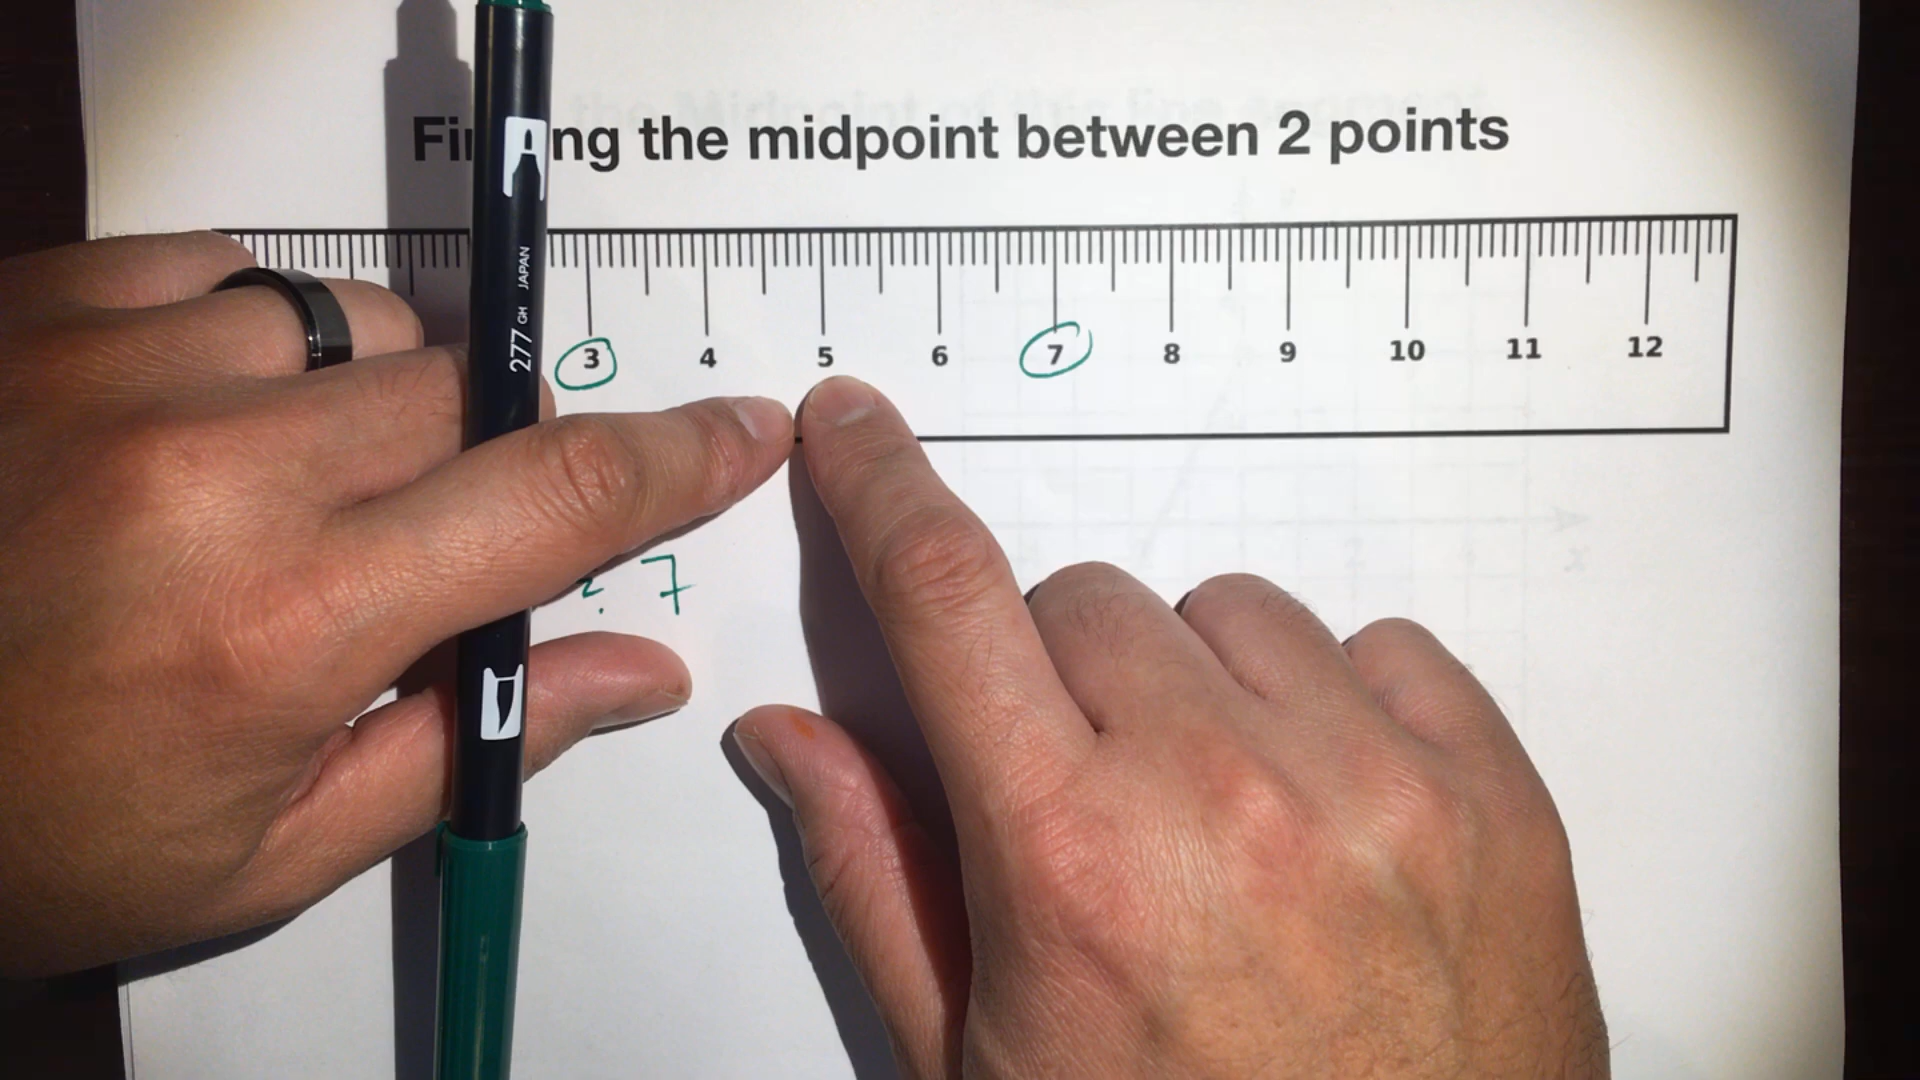 Fi ng the midpoint between 2 points
3 4 5 6 7 8 9 10 11 12
? 7
277 GH JAPAN